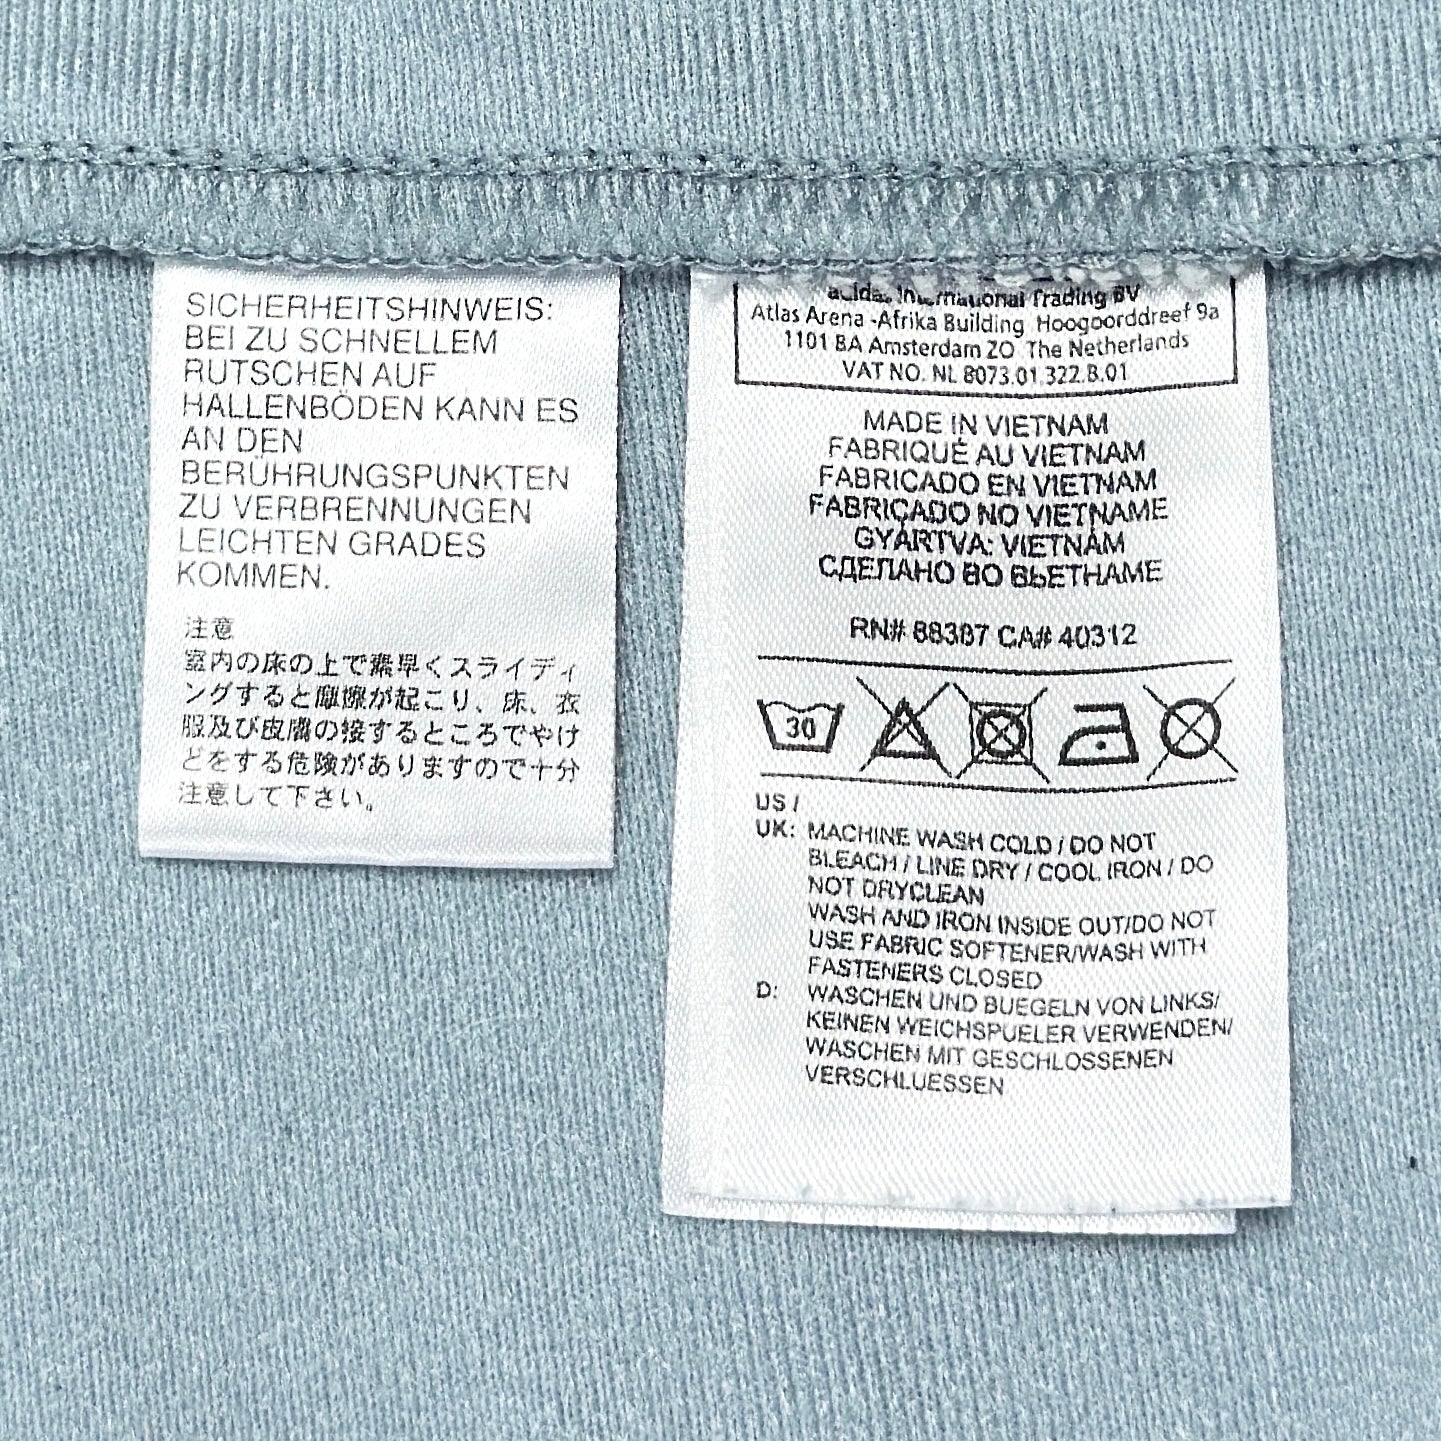 SICHERHEITSHINWEIS:
BEI ZU SCHNELLEM
RUTSCHEN AUF
HALLENBÖDEN KANN ES
AN DEN
BERÜHRUNGSPUNKTEN
ZU VERBRENNUNGEN
LEICHTEN GRADES
KOMMEN.
注意
室内の床の上で素早くスライディ
ングすると摩擦が起こり、床、衣
服及び皮膚の接するところでやけ
どをする危険がありますので十分
注意して下さい。
International Trading BV
Atlas Arena -Afrika Building Hoogoorddreef 9a
1101 BA Amsterdam ZO The Netherlands
VAT NO. NL 8073.01.322.B.01
MADE IN VIETNAM
FABRIQUÉ AU VIETNAM
FABRICADO EN VIETNAM
FABRICADO NO VIETNAME
GYÁRTVA: VIETNÁM
СДЕЛАНО ВО ВЬЕТНАМЕ
RN# 88387 CA# 40312
30
US /
UK: MACHINE WASH COLD / DO NOT
BLEACH / LINE DRY / COOL IRON / DO
NOT DRYCLEAN
WASH AND IRON INSIDE OUT/DO NOT
USE FABRIC SOFTENER/WASH WITH
FASTENERS CLOSED
D: WASCHEN UND BUEGELN VON LINKS/
KEINEN WEICHSPUELER VERWENDEN/
WASCHEN MIT GESCHLOSSENEN
VERSCHLUESSEN